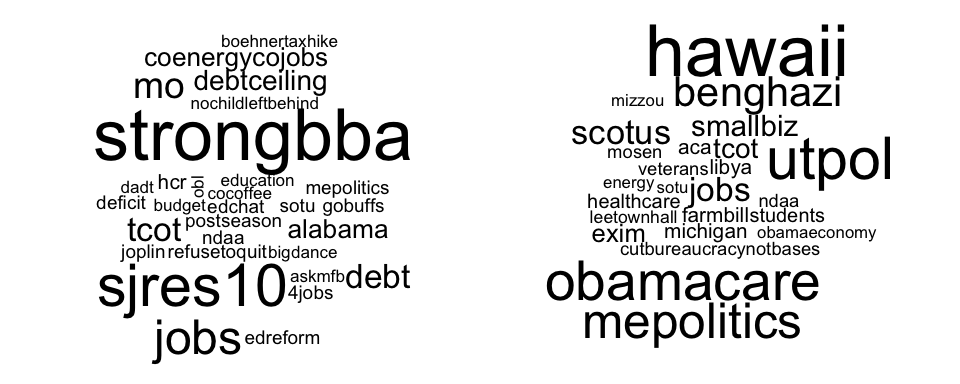 boehnertaxhike
coenergycojobs
mo debtceiling
nochildleftbehind
strongbba
dadt hcr obl education mepolitics
cocoffee
deficit budget edchat sotu gobuffs
postseason
tcot ndaa alabama
joplin refusetoquit bigdance
sjres10 askmfb debt
4jobs
jobs edreform
hawaii
mizzou benghazi
scotus smallbiz
mosen aca tcot utpol
veterans libya
energy sotu jobs
healthcare ndaa
leetownhall farmbill students
exim michigan obamaeconomy
cutbureaucracynotbases
obamacare
mepolitics